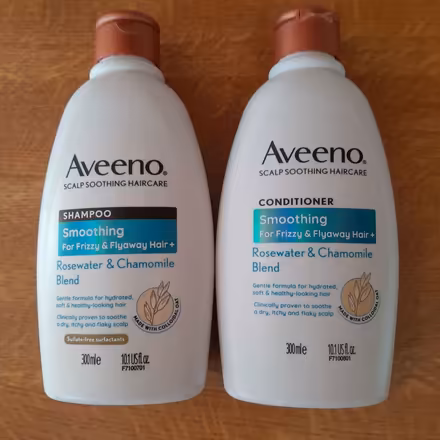 Aveeno®
SCALP SOOTHING HAIRCARE
SHAMPOO
Smoothing
For Frizzy & Flyaway Hair +
Rosewater & Chamomile
Blend
Gentle formula for hydrated,
soft & healthy-looking hair
Clinically proven to soothe
a dry, itchy and flaky scalp
MADE WITH COLLOIDAL OAT
Sulfate-free surfactants
300ml e 10.1 US fl. oz.
F7100701
Aveeno®
SCALP SOOTHING HAIRCARE
CONDITIONER
Smoothing
For Frizzy & Flyaway Hair +
Rosewater & Chamomile
Blend
Gentle formula for hydrated,
soft & healthy-looking hair
Clinically proven to soothe
a dry, itchy and flaky scalp
MADE WITH COLLOIDAL OAT
300ml e 10.1 US fl. oz.
F7100801